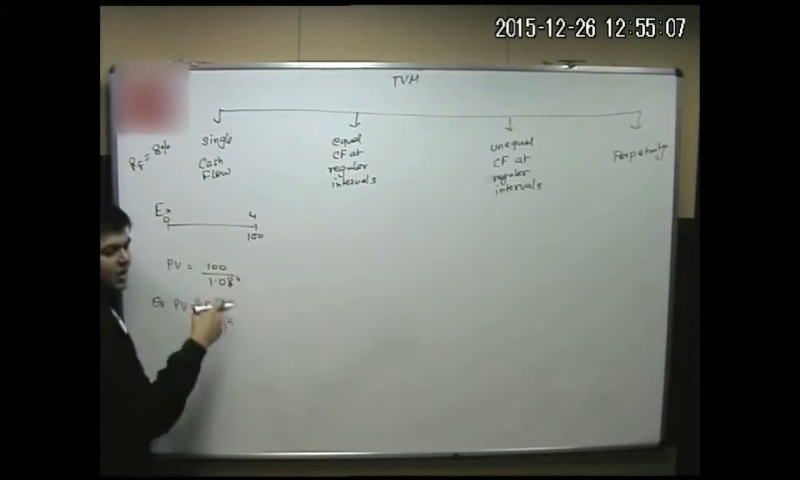 2015-12-26 12:55:07
TVM
RF = 8%
single
Cash
Flow
equal
CF at
regular
intervals
unequal
CF at
regular
intervals
Perpetuity
Ex
0 4
100
PV = 100
1.08⁴
Or PV =